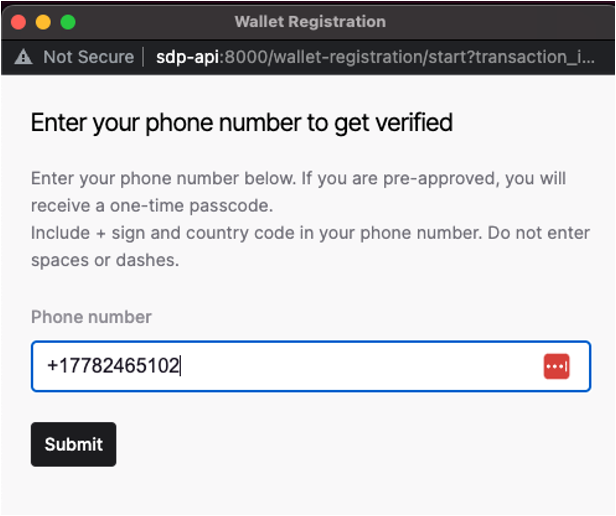 Wallet Registration
Not Secure | sdp-api:8000/wallet-registration/start?transaction_i...
Enter your phone number to get verified
Enter your phone number below. If you are pre-approved, you will
receive a one-time passcode.
Include + sign and country code in your phone number. Do not enter
spaces or dashes.
Phone number
+17782465102
Submit